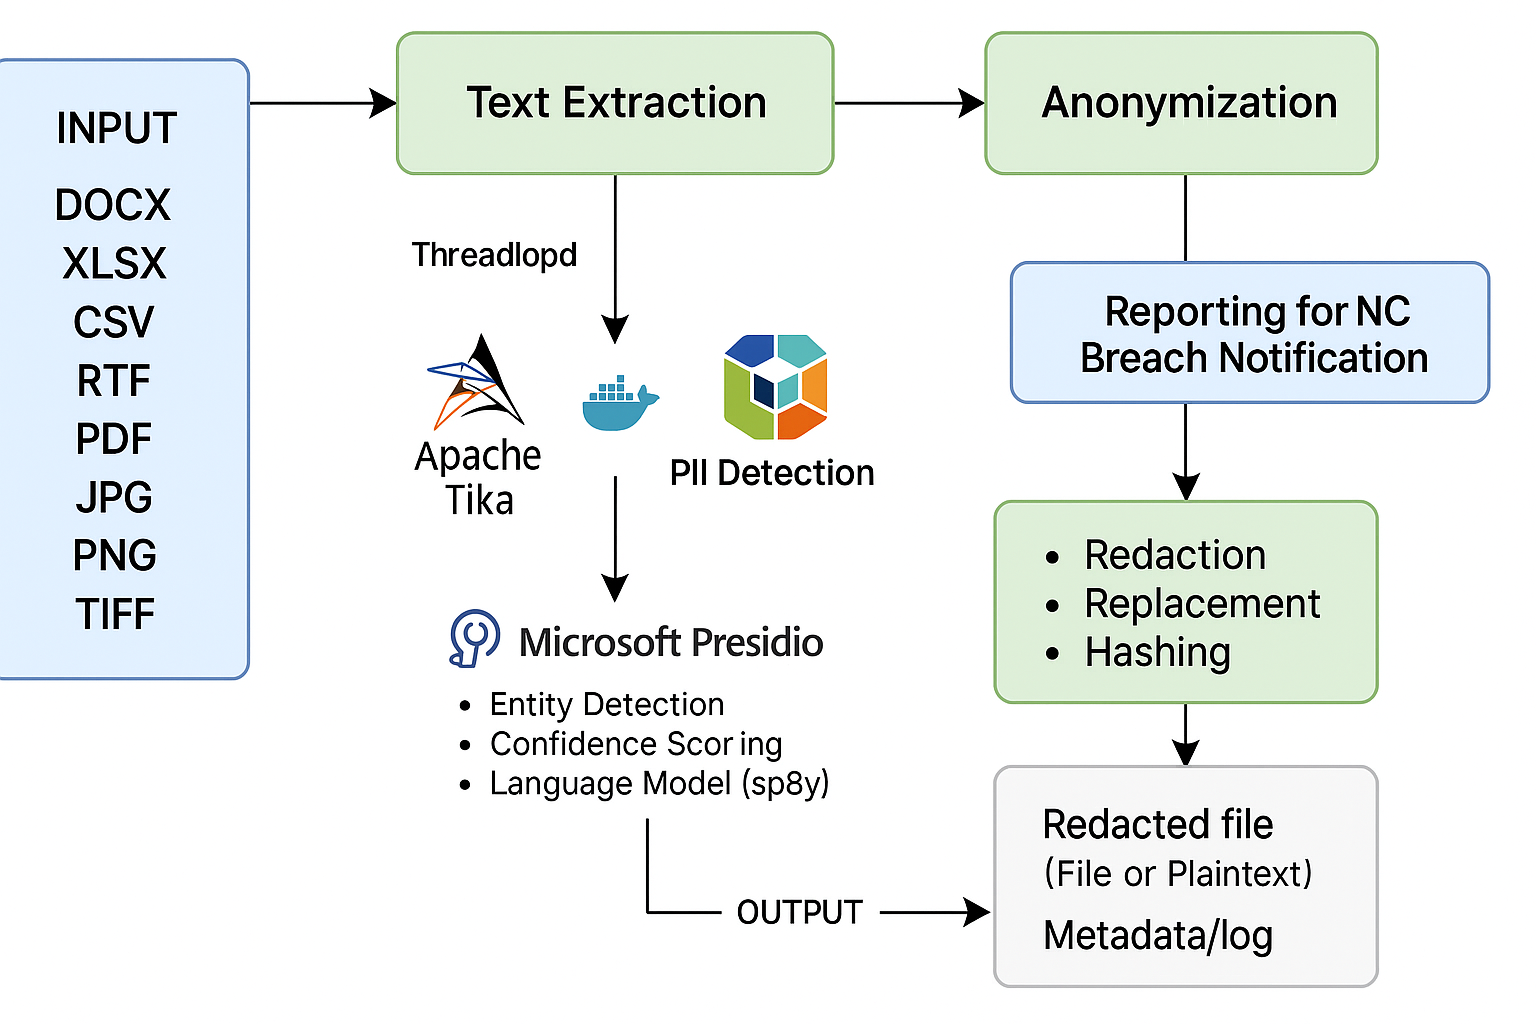 INPUT
DOCX
XLSX
CSV
RTF
PDF
JPG
PNG
TIFF
Text Extraction
Threadlopd
Apache
Tika
PII Detection
Microsoft Presidio
• Entity Detection
• Confidence Scoring
• Language Model (sp8y)
OUTPUT
Anonymization
Reporting for NC
Breach Notification
• Redaction
• Replacement
• Hashing
Redacted file
(File or Plaintext)
Metadata/log